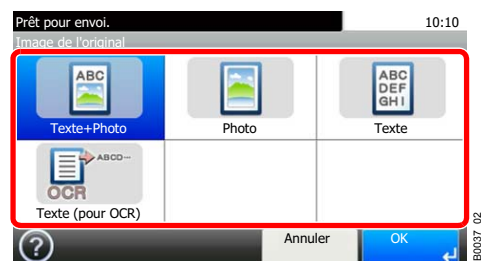 Prêt pour envoi. 10:10
Image de l'original
ABC
ABC
DEF
GHI
Texte+Photo Photo Texte
ABCD...
OCR
Texte (pour OCR)
? Annuler OK
B0037_02